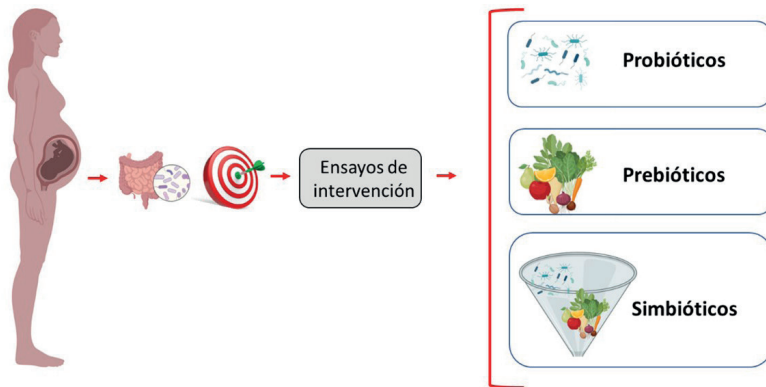 Probióticos
Ensayos de
intervención
Prebióticos
Simbióticos